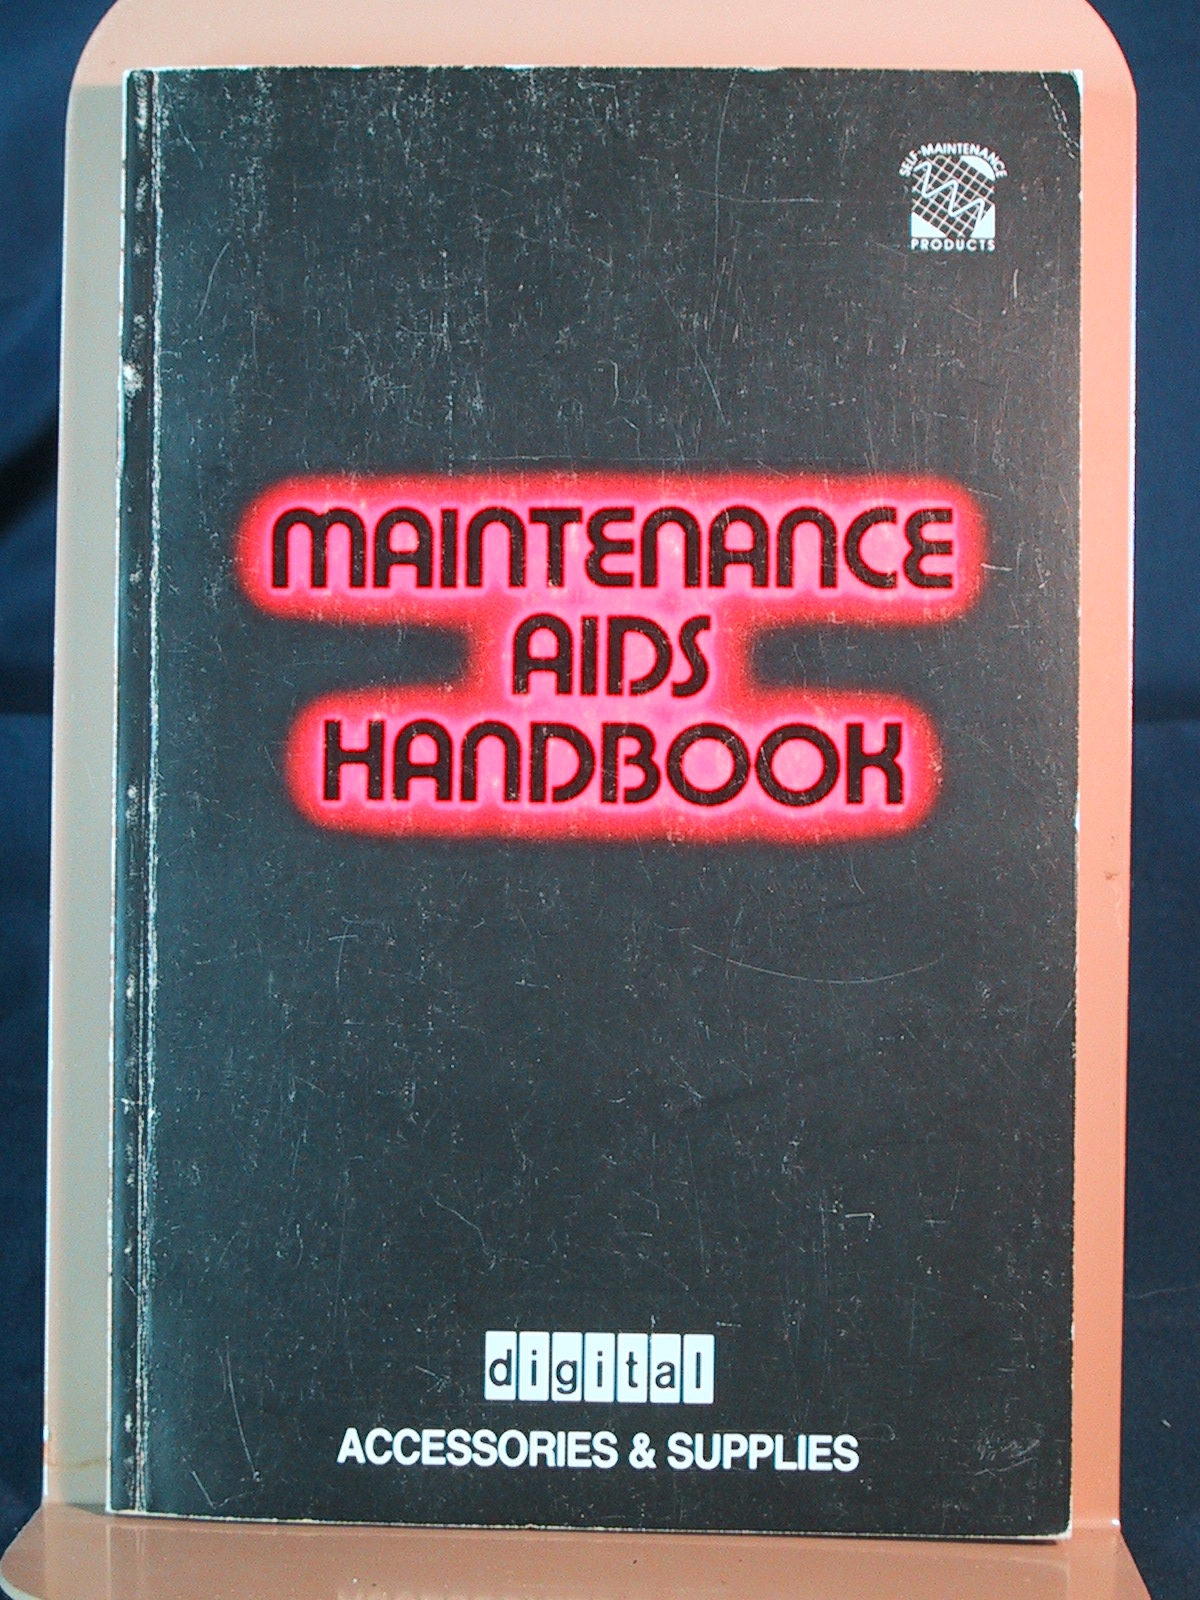 SELF-MAINTENANCE
PRODUCTS
MAINTENANCE
AIDS
HANDBOOK
digital
ACCESSORIES & SUPPLIES